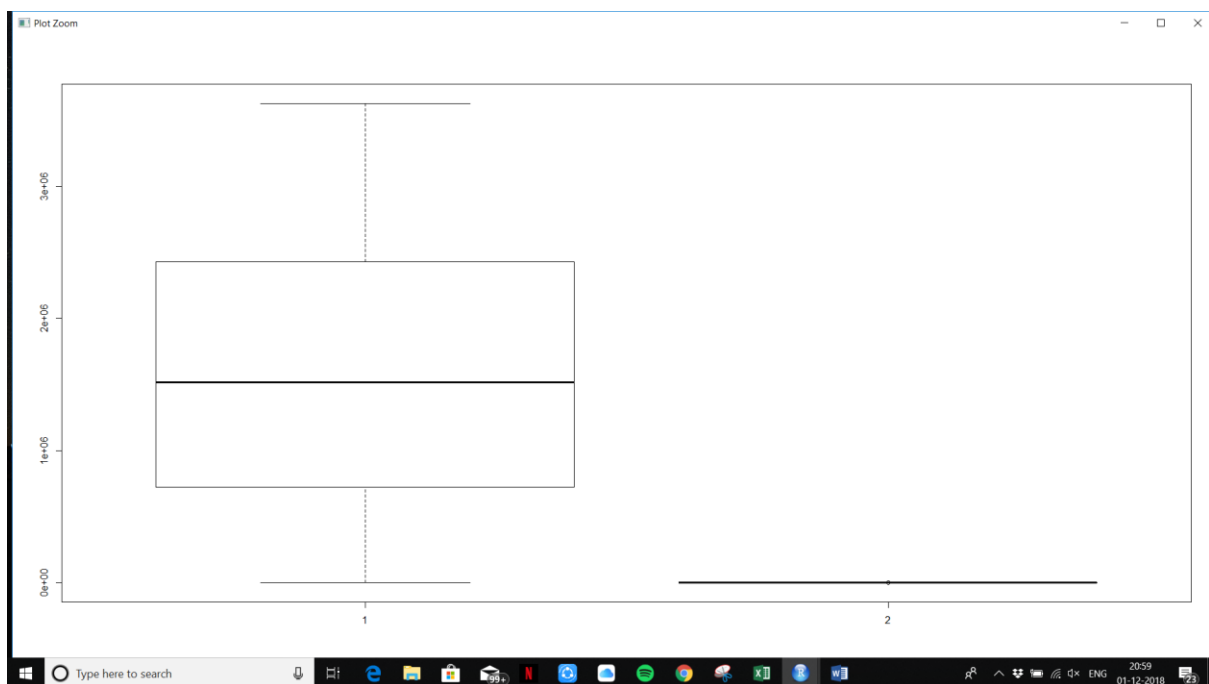 Plot Zoom
3e+06
2e+06
1e+06
0e+00
1
2
Type here to search
99+
N
X
R
W
ENG
20:59
01-12-2018
23